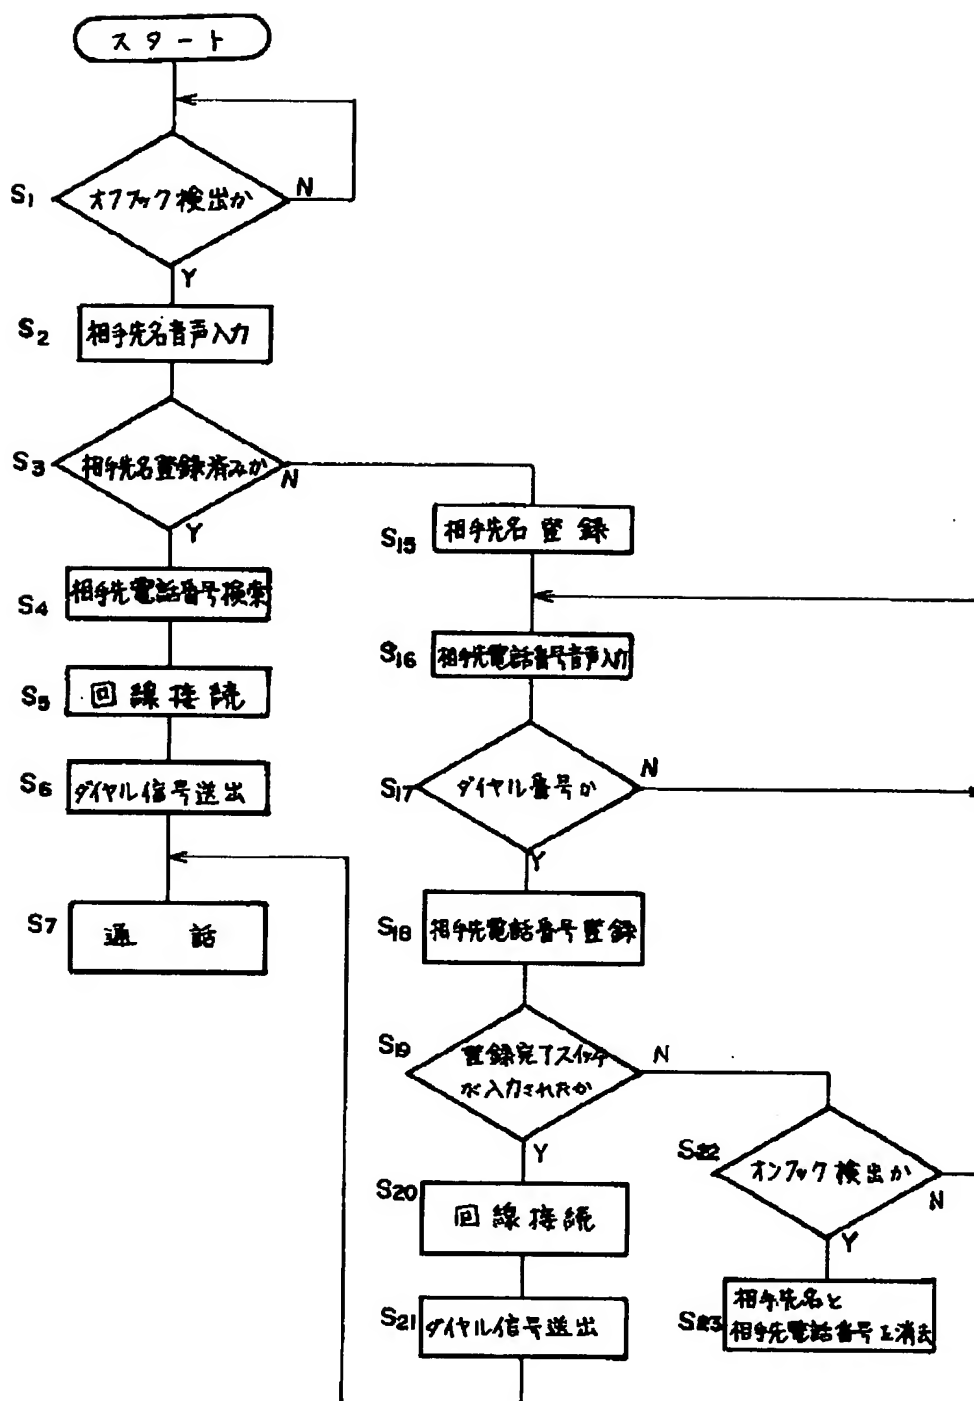 スタート
S1
オフフック検出か
N
Y
S2
相手先名音声入力
S3
相手先名登録済みか
N
Y
S4
相手先電話番号検索
S5
回線接続
S6
ダイヤル信号送出
S7
通話
S15
相手先名登録
S16
相手先電話番号音声入力
S17
ダイヤル番号か
N
Y
S18
相手先電話番号登録
S19
登録完了スイッチ
が入力されたか
N
Y
S20
回線接続
S21
ダイヤル信号送出
S22
オンフック検出か
N
Y
S23
相手先名と
相手先電話番号を消去